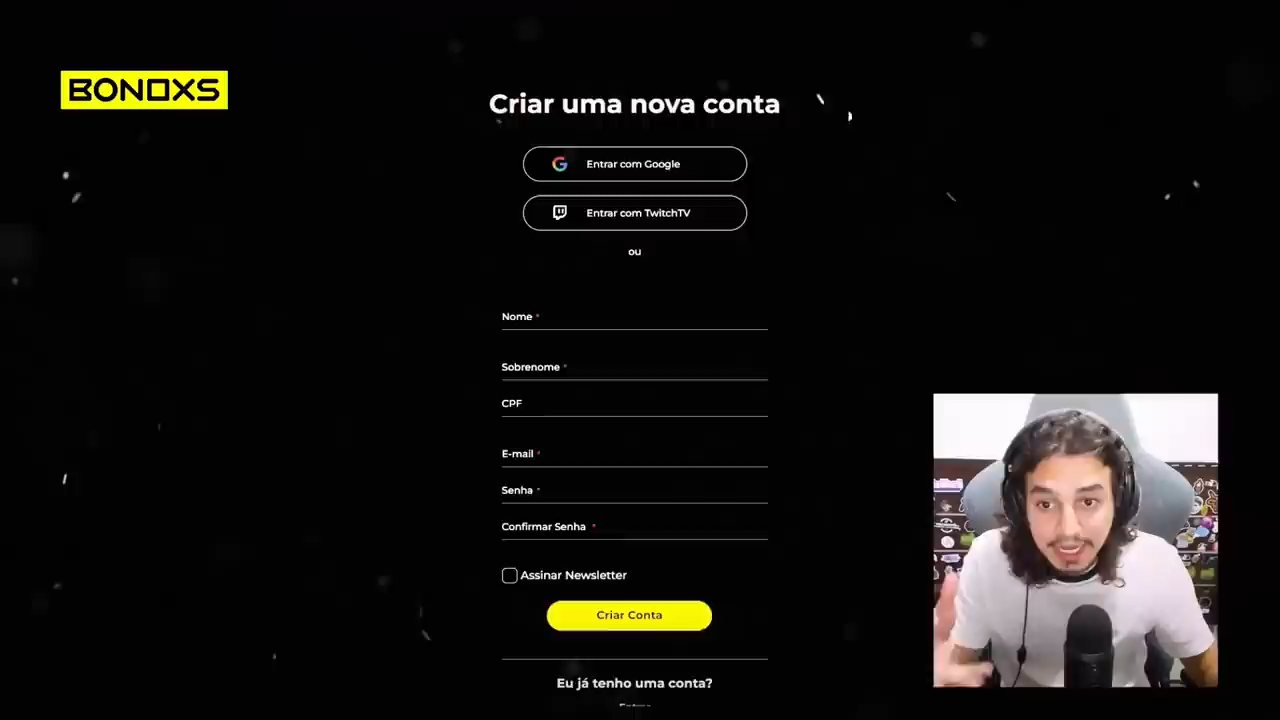 BONOXS
Criar uma nova conta
Entrar com Google
Entrar com TwitchTV
ou
Nome *
Sobrenome *
CPF
E-mail *
Senha *
Confirmar Senha *
Assinar Newsletter
Criar Conta
Eu já tenho uma conta?